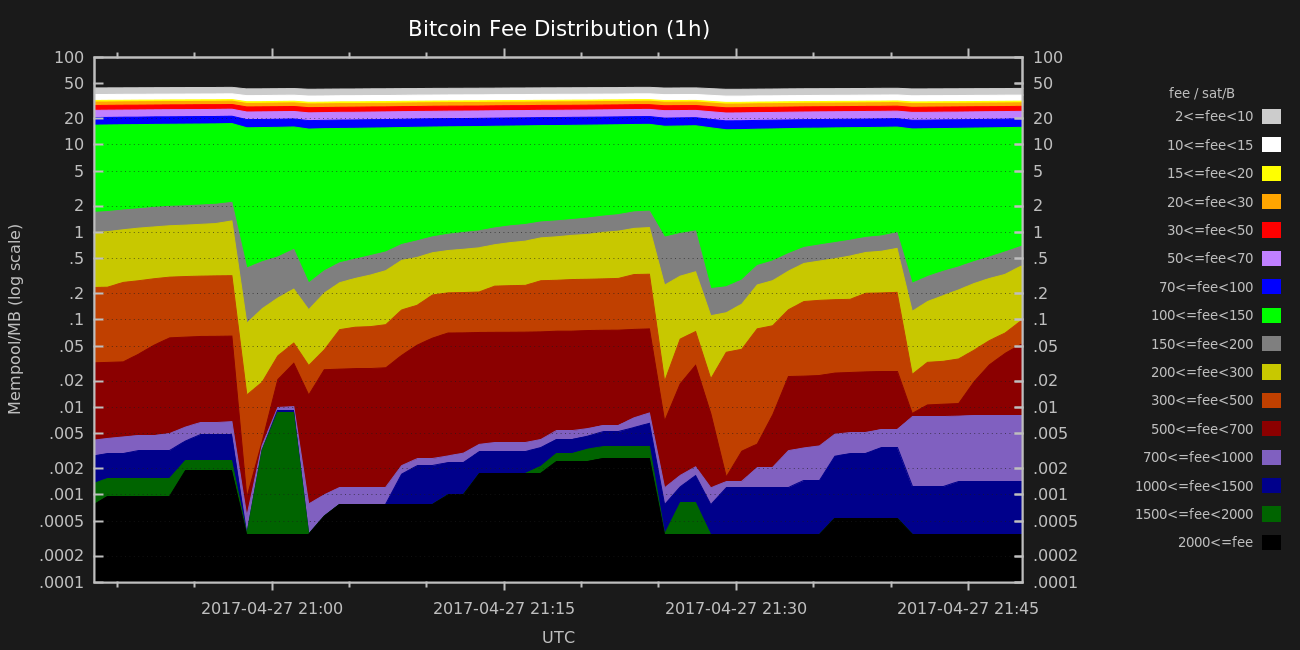 Bitcoin Fee Distribution (1h)
100 100
50 50
20 20
10 10
5 5
2 2
1 1
.5 .5
.2 .2
.1 .1
.05 .05
.02 .02
.01 .01
.005 .005
.002 .002
.001 .001
.0005 .0005
.0002 .0002
.0001 .0001
Mempool/MB (log scale)
2017-04-27 21:00 2017-04-27 21:15 2017-04-27 21:30 2017-04-27 21:45
UTC
fee / sat/B
2<=fee<10
10<=fee<15
15<=fee<20
20<=fee<30
30<=fee<50
50<=fee<70
70<=fee<100
100<=fee<150
150<=fee<200
200<=fee<300
300<=fee<500
500<=fee<700
700<=fee<1000
1000<=fee<1500
1500<=fee<2000
2000<=fee